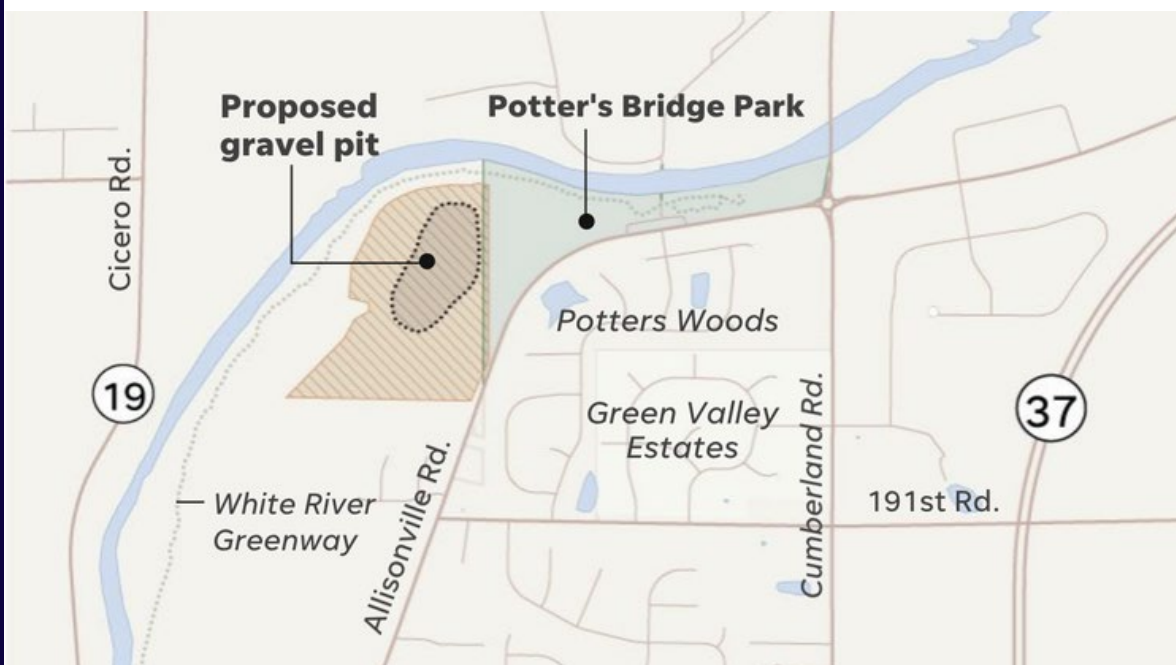 Proposed
gravel pit
Potter's Bridge Park
Cicero Rd.
Potters Woods
19
37
Green Valley
Estates
Cumberland Rd.
White River
Greenway
Allisonville Rd.
191st Rd.